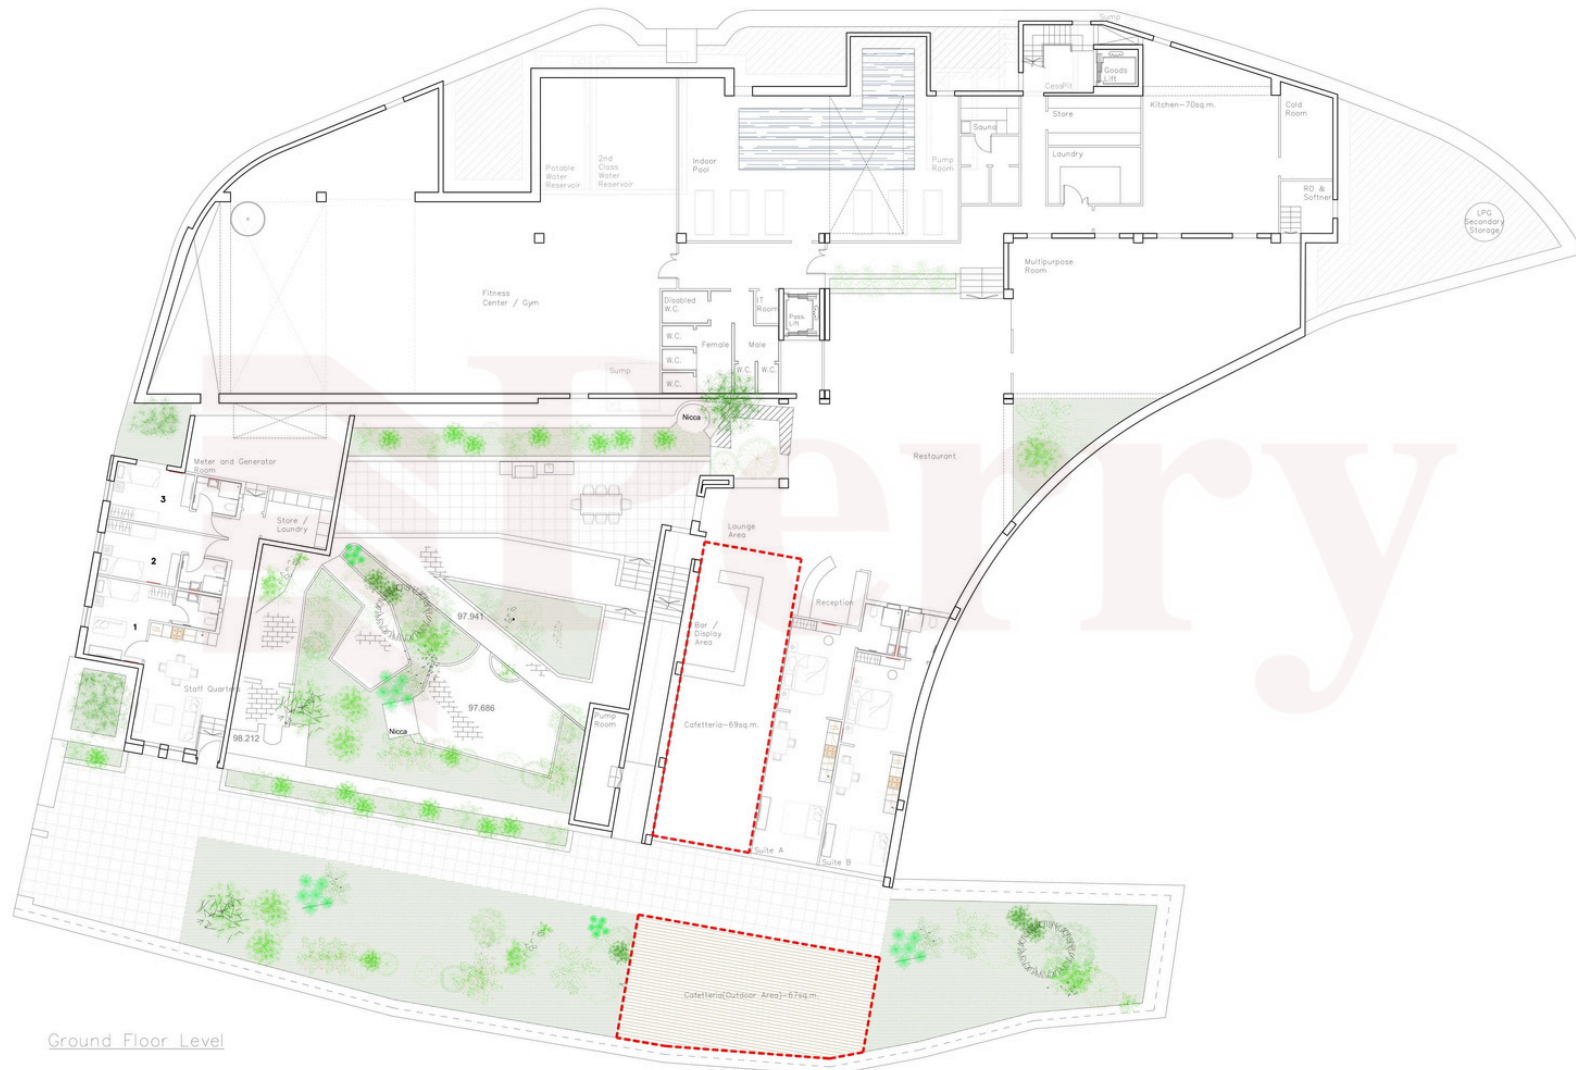 Sump
Goods
Lift
CessPit
Kitchen-70sq.m.
Cold
Room
Store
Sauna
Laundry
Indoor
Pool
Pump
Room
Potable
Water
Reservoir
2nd
Class
Water
Reservoir
RO &
Softner
LPG
Secondary
Storage
Multipurpose
Room
Fitness
Center / Gym
Disabled
W.C.
IT
Room
Pass.
Lift
W.C.
Female
Male
W.C.
Sump
W.C.
W.C.
W.C.
Nicca
Perry
Meter and Generator
Room
Restaurant
3
Store /
Laundry
Lounge
Area
2
Reception
97.941
1
Bar /
Display
Area
Staff Quarters
97.686
Pump
Room
Cafetteria-69sq.m.
Nicca
98.212
Suite A
Suite B
Cafetteria(Outdoor Area)-67sq.m.
Ground Floor Level